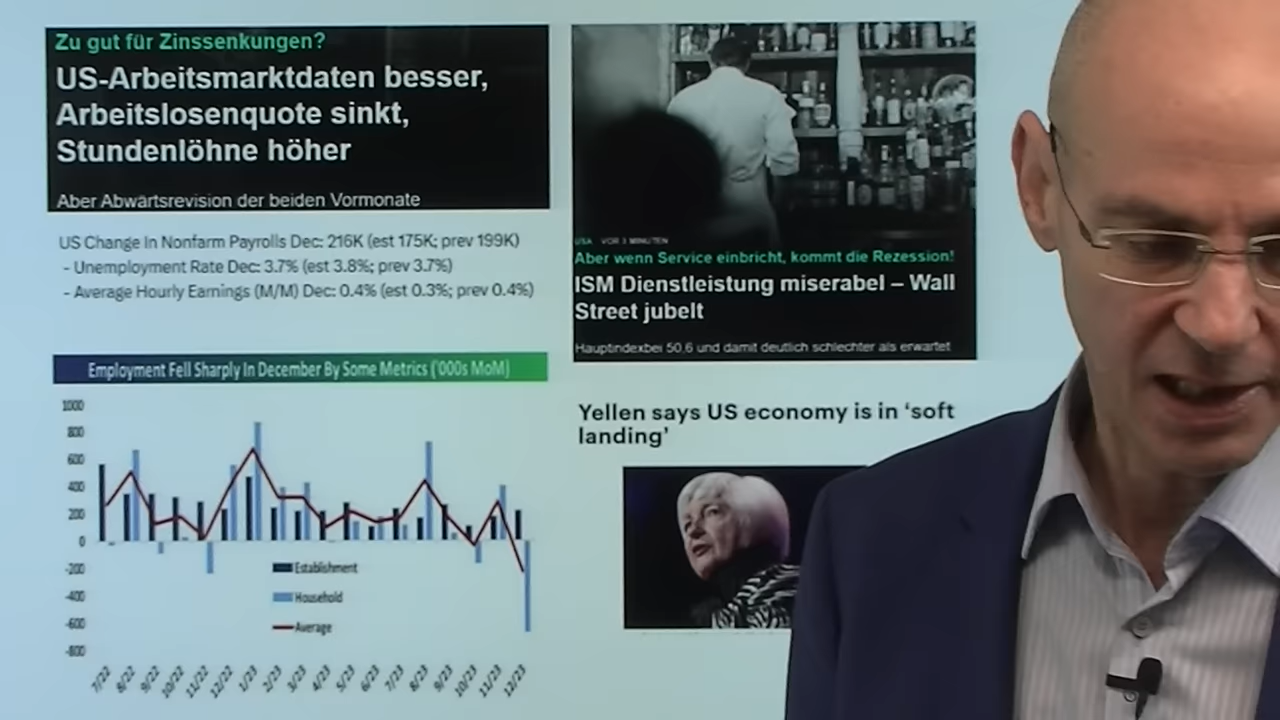 Zu gut für Zinssenkungen?
US-Arbeitsmarktdaten besser,
Arbeitslosenquote sinkt,
Stundenlöhne höher
Aber Abwärtsrevision der beiden Vormonate
US Change In Nonfarm Payrolls Dec: 216K (est 175K; prev 199K)
- Unemployment Rate Dec: 3.7% (est 3.8%; prev 3.7%)
- Average Hourly Earnings (M/M) Dec: 0.4% (est 0.3%; prev 0.4%)
Employment Fell Sharply In December By Some Metrics ('000s MoM)
1000
800
600
400
200
0
-200
-400
-600
-800
Establishment
Household
Average
7/22 8/22 9/22 10/22 11/22 12/22 1/23 2/23 3/23 4/23 5/23 6/23 7/23 8/23 9/23 10/23 11/23 12/23
USA VOR 3 MINUTEN
Aber wenn Service einbricht, kommt die Rezession!
ISM Dienstleistung miserabel – Wall
Street jubelt
Hauptindexbei 50,6 und damit deutlich schlechter als erwartet
Yellen says US economy is in ‘soft
landing’